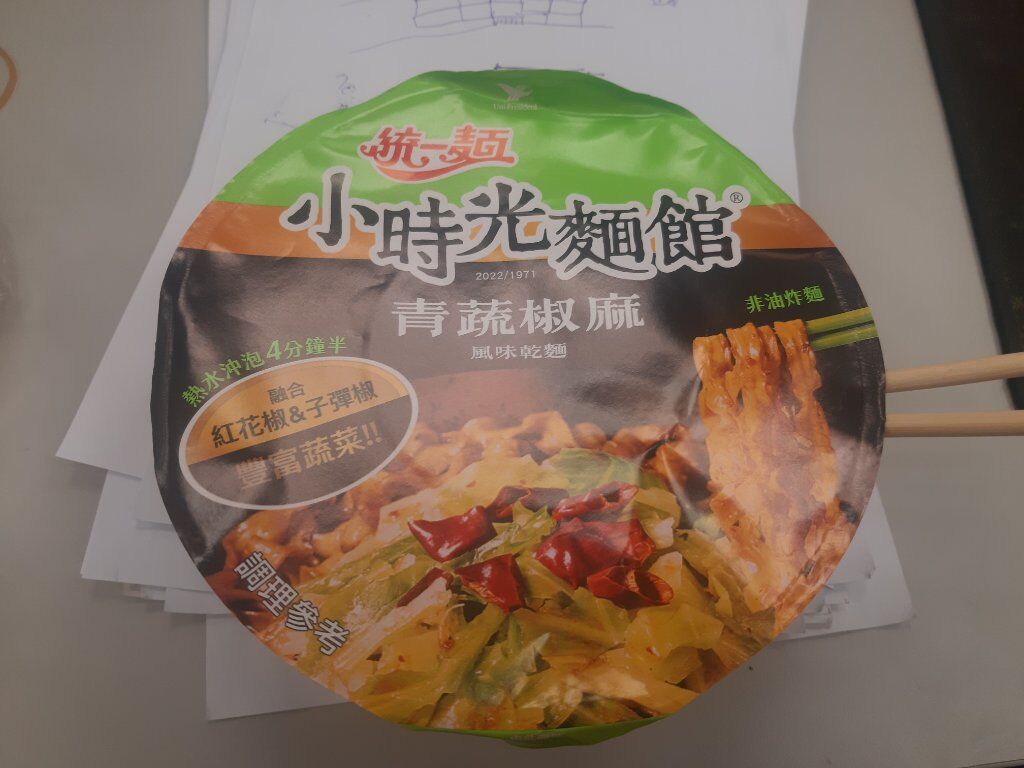 Uni-President
統一麵
小時光麵館®
2022/1971
青蔬椒麻
風味乾麵
非油炸麵
熱水沖泡4分鐘半
融合
紅花椒&子彈椒
豐富蔬菜!!
調理參考